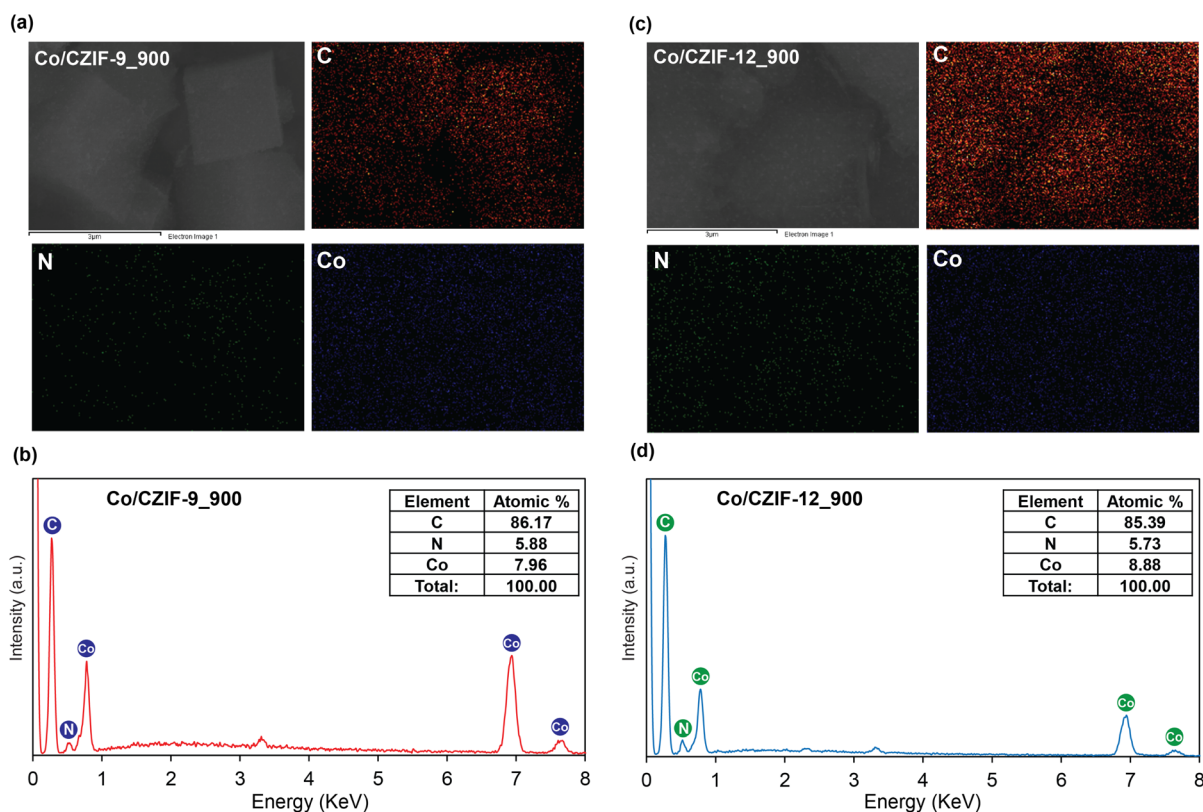 (a)
Co/CZIF-9_900
C
3µm
Electron Image 1
N
Co
(c)
Co/CZIF-12_900
C
3µm
Electron Image 1
N
Co
(b)
Co/CZIF-9_900
Element Atomic %
C 86.17
N 5.88
Co 7.96
Total: 100.00
C
N
Co
Co
Co
Intensity (a.u.)
0 1 2 3 4 5 6 7 8
Energy (KeV)
(d)
Co/CZIF-12_900
Element Atomic %
C 85.39
N 5.73
Co 8.88
Total: 100.00
C
N
Co
Co
Co
Intensity (a.u.)
0 1 2 3 4 5 6 7 8
Energy (KeV)